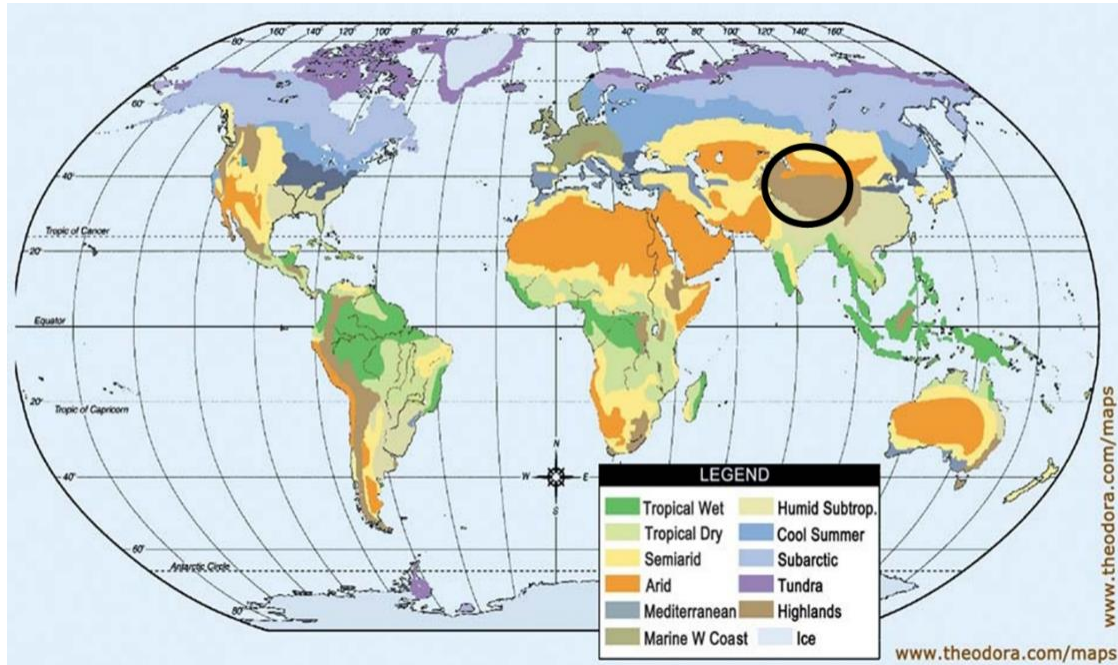 160° 140° 120° 100° 80° 60° 40° 20° 0° 20° 40° 60° 80° 100° 120° 140° 160°
80°
60°
40°
Tropic of Cancer
20°
Equator
20°
Tropic of Capricorn
40°
60°
Antarctic Circle
80°
N
W E
S
LEGEND
Tropical Wet Humid Subtrop.
Tropical Dry Cool Summer
Semiarid Subarctic
Arid Tundra
Mediterranean Highlands
Marine W Coast Ice
www.theodora.com/maps
www.theodora.com/maps